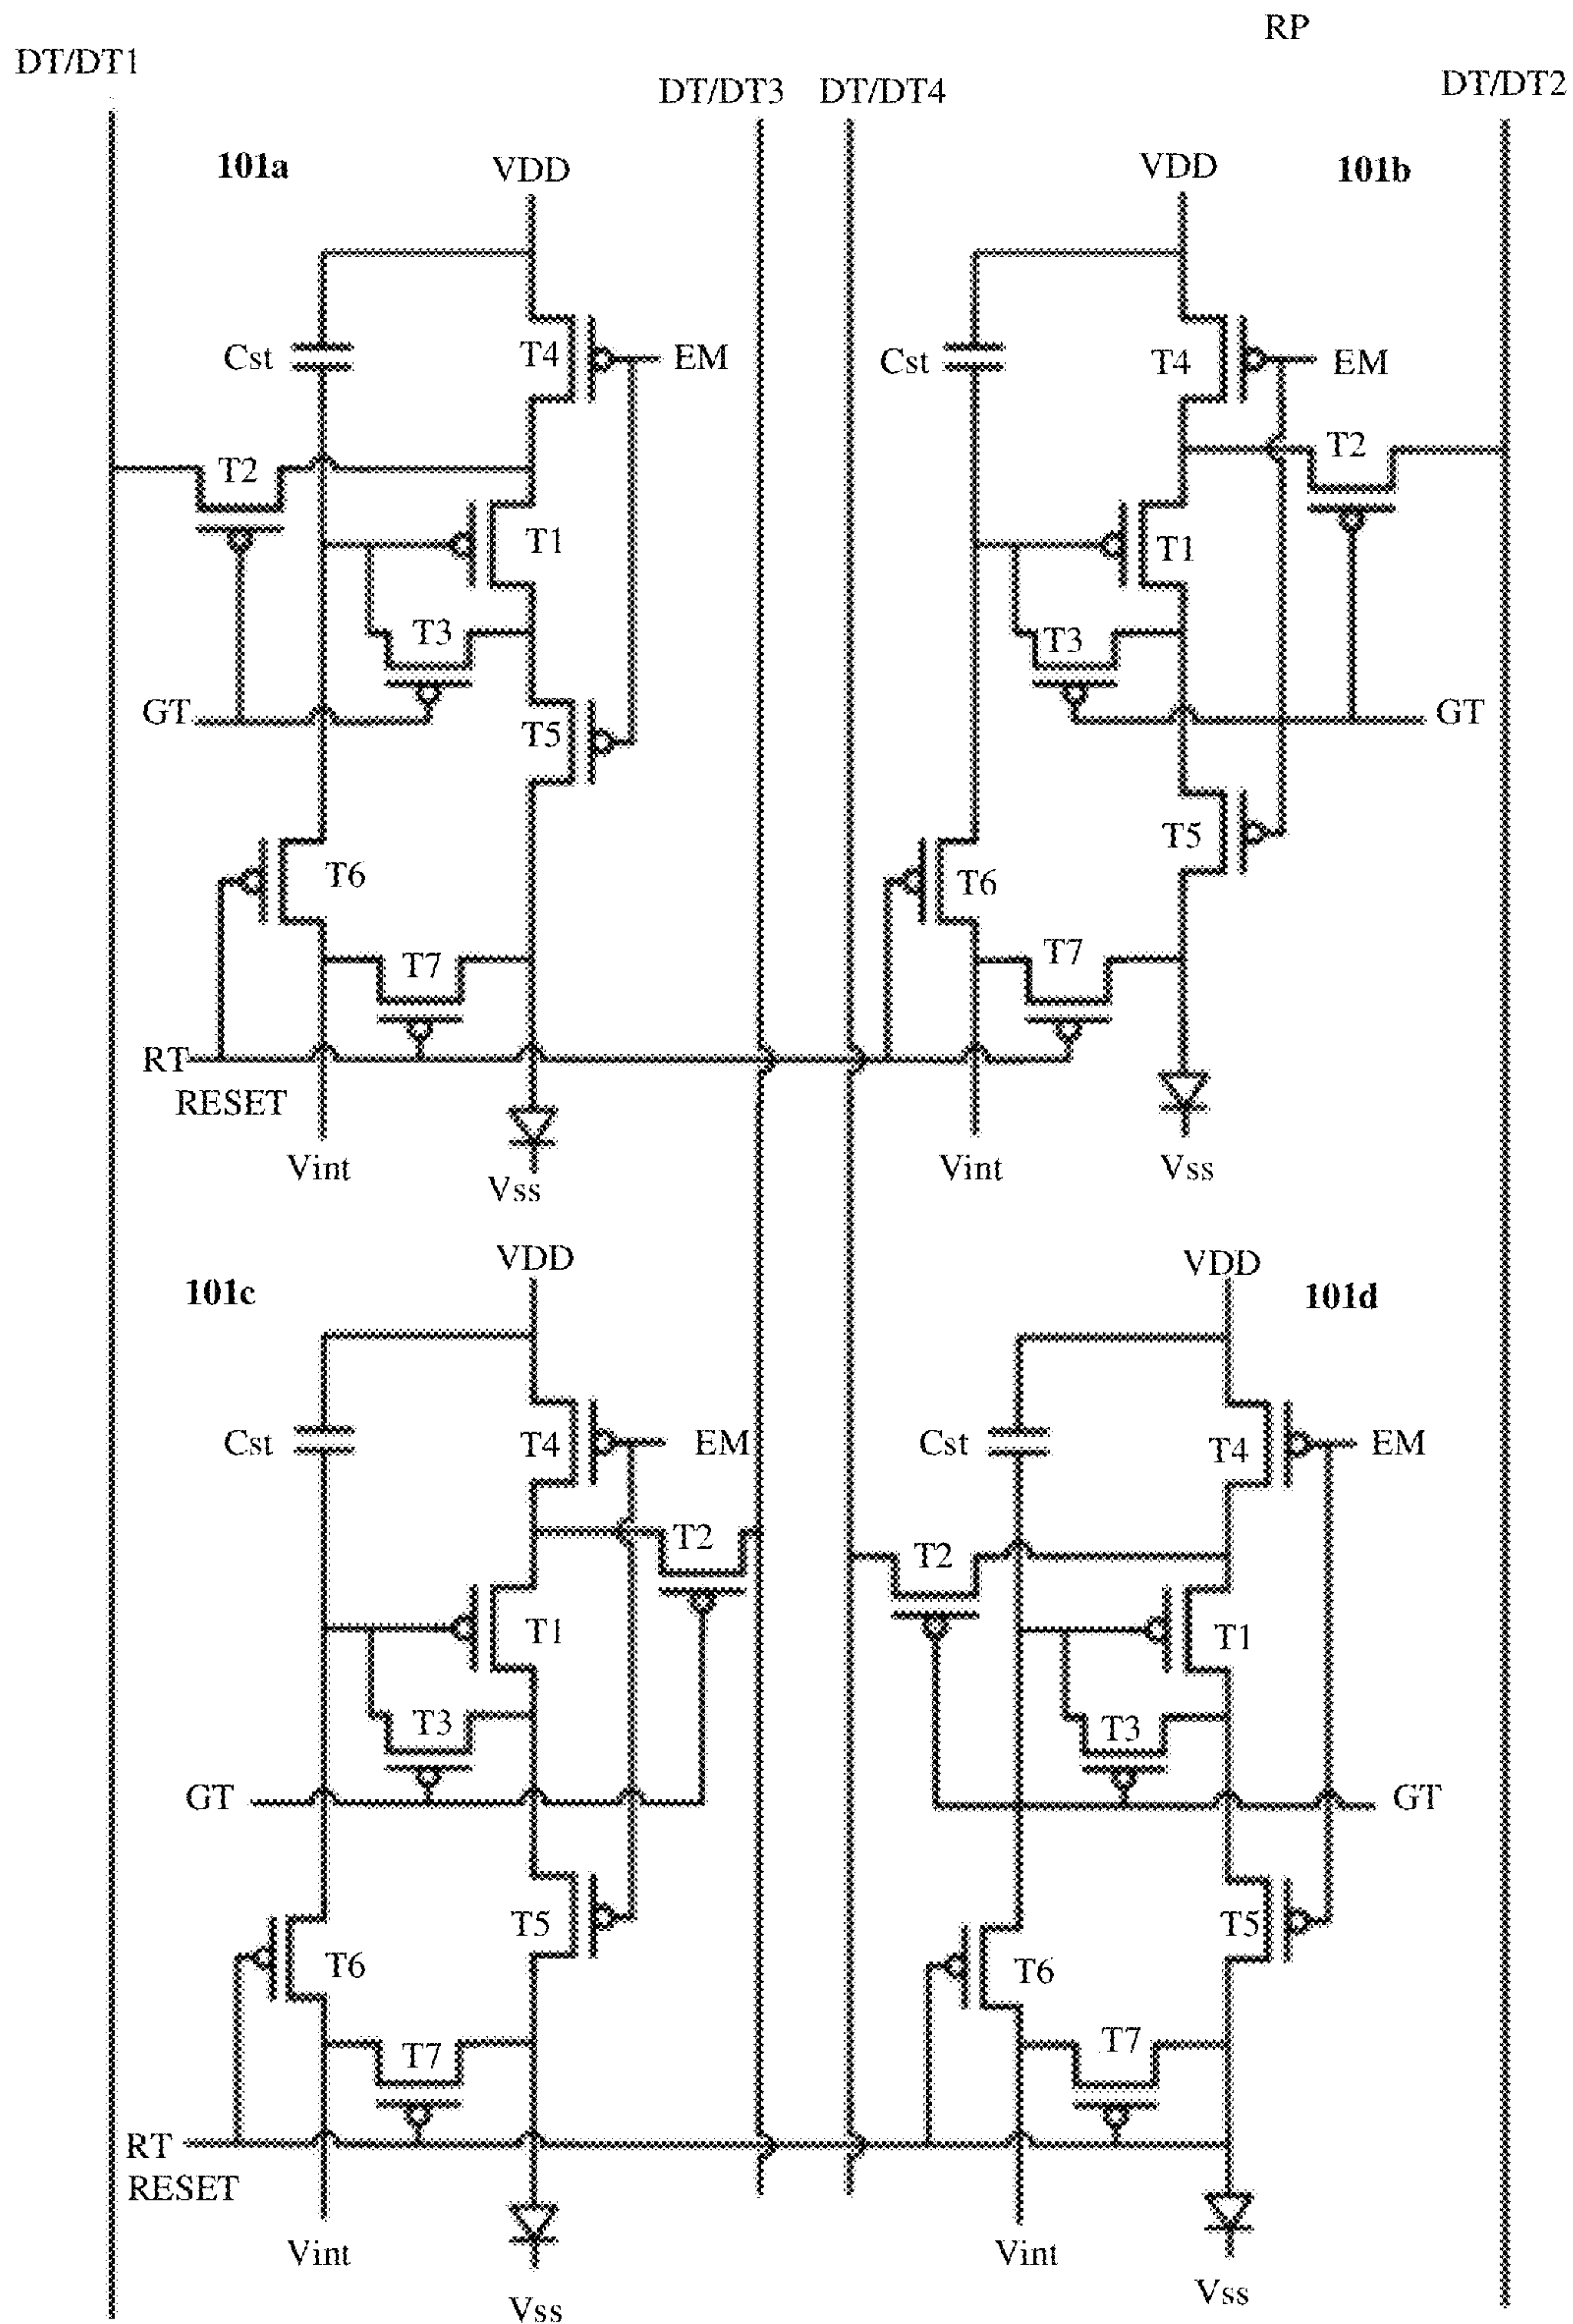 RP
DT/DT1
DT/DT3
DT/DT4
DT/DT2
101a
VDD
VDD
101b
Cst
T4
EM
Cst
T4
EM
T2
T2
T1
T1
T3
T3
GT
T5
GT
T5
T6
T6
T7
T7
RT
RESET
Vint
Vss
Vint
Vss
101c
VDD
VDD
101d
Cst
T4
EM
Cst
T4
EM
T2
T2
T1
T1
T3
T3
GT
GT
T5
T5
T6
T6
T7
T7
RT
RESET
Vint
Vss
Vint
Vss